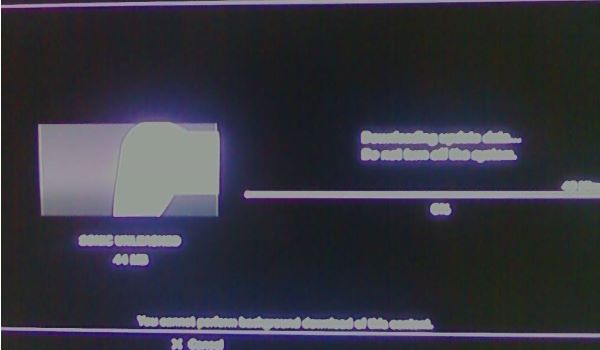 Downloading update data...
Do not turn off the system.
0%
SONIC UNLEASHED
44 MB
You cannot perform background download of this content.
X Cancel